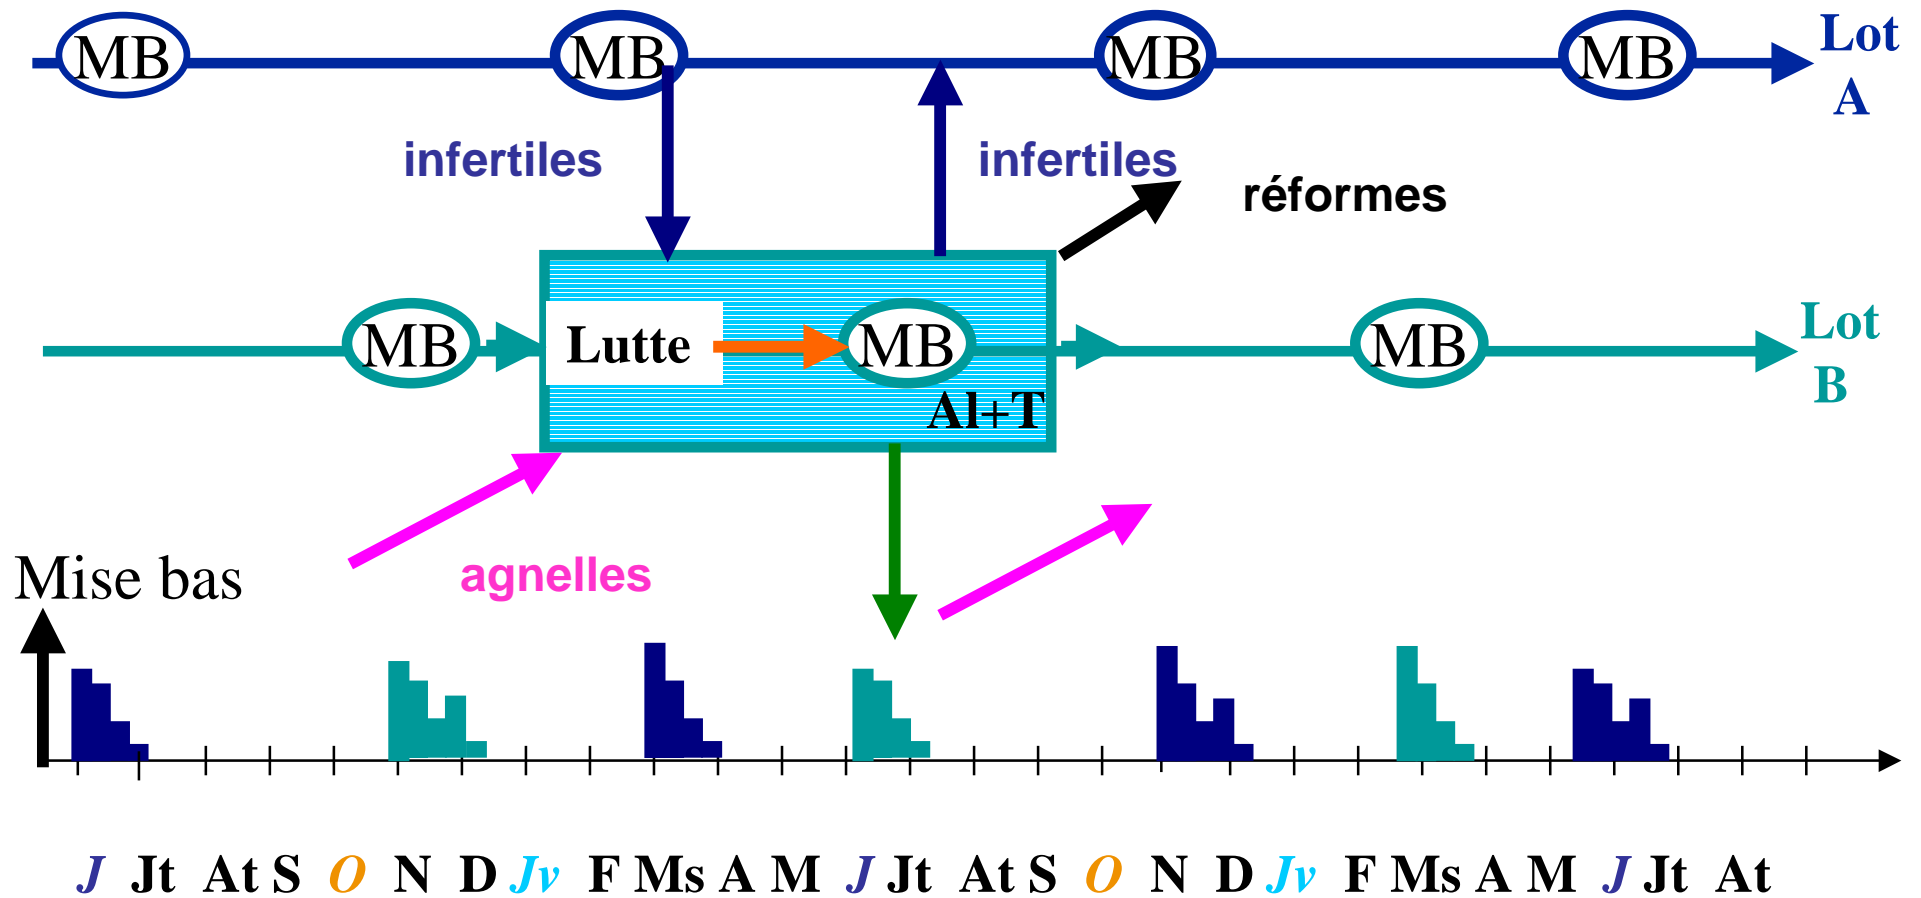 MB MB MB MB Lot
A
infertiles infertiles
réformes
MB Lutte MB MB Lot
B
Al+T
agnelles
Mise bas
J Jt At S O N D Jv F Ms A M J Jt At S O N D Jv F Ms A M J Jt At